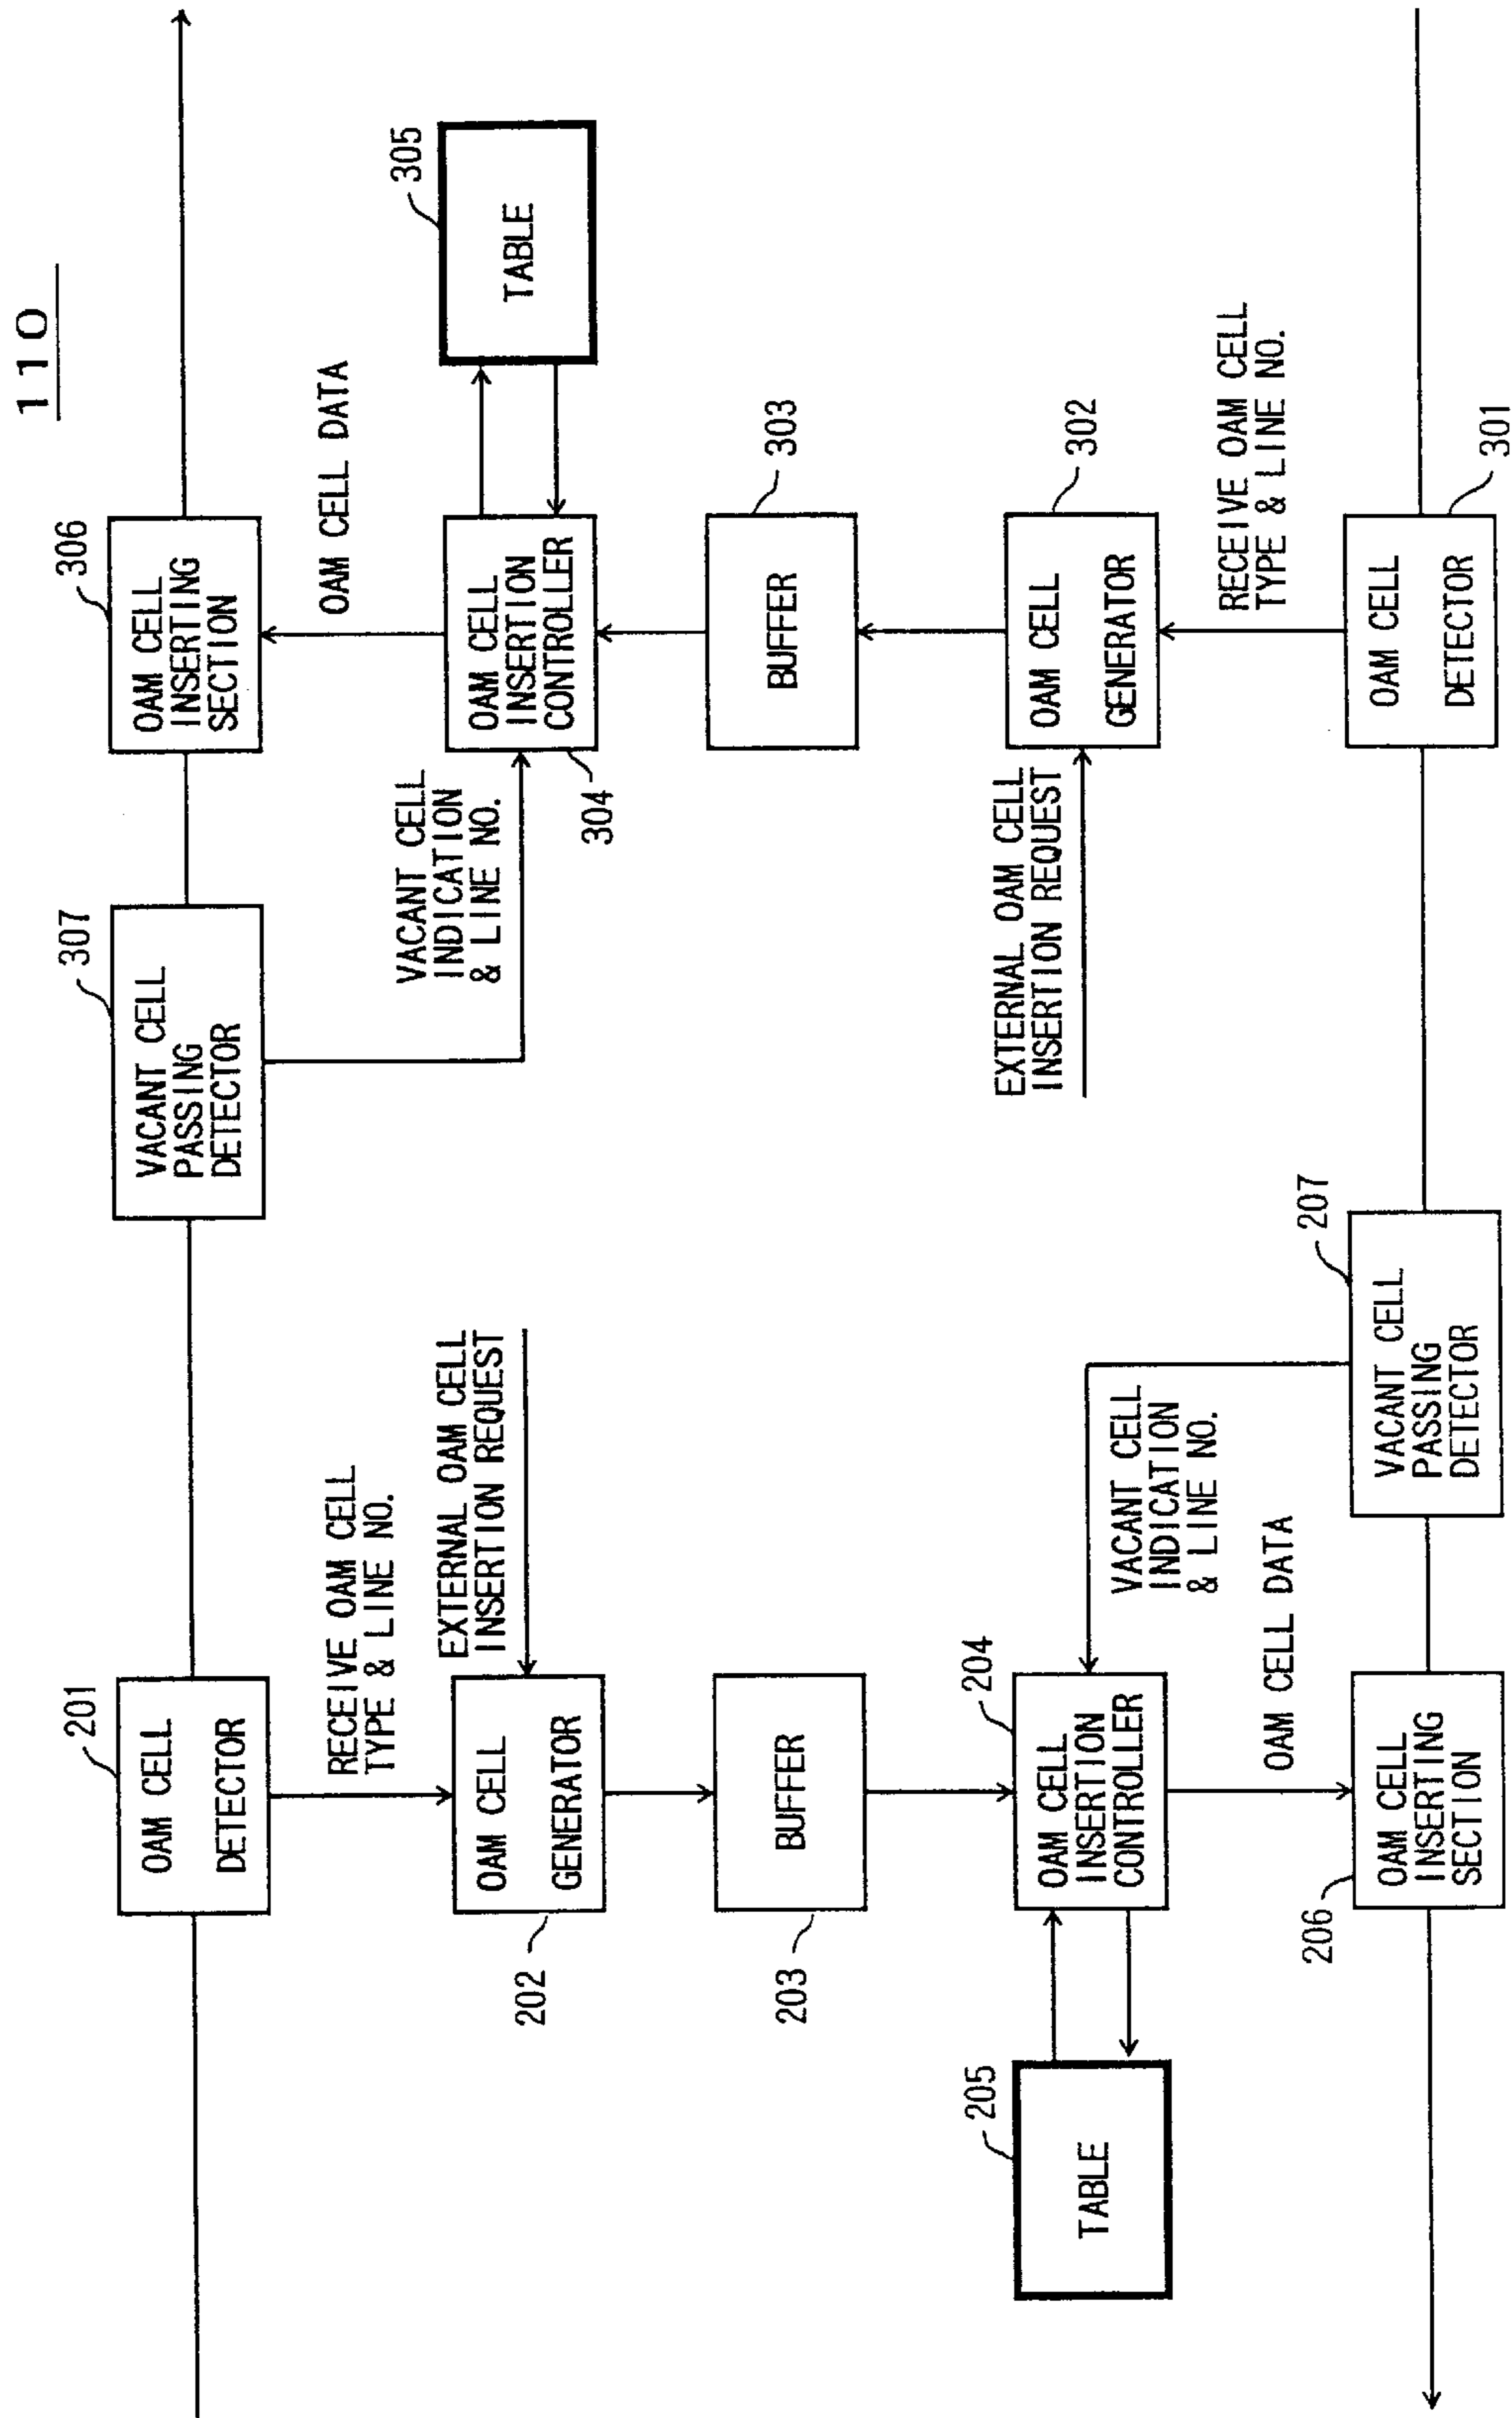 110
306
OAM CELL
INSERTING
SECTION
307
VACANT CELL
PASSING
DETECTOR
201
OAM CELL
DETECTOR
OAM CELL DATA
305
TABLE
VACANT CELL
INDICATION
& LINE NO.
OAM CELL
INSERTION
CONTROLLER
304
RECEIVE OAM CELL
TYPE & LINE NO.
EXTERNAL OAM CELL
INSERTION REQUEST
OAM CELL
GENERATOR
202
303
BUFFER
BUFFER
203
302
OAM CELL
GENERATOR
EXTERNAL OAM CELL
INSERTION REQUEST
204
OAM CELL
INSERTION
CONTROLLER
205
TABLE
VACANT CELL
INDICATION
& LINE NO.
RECEIVE OAM CELL
TYPE & LINE NO.
OAM CELL DATA
301
OAM CELL
DETECTOR
207
VACANT CELL
PASSING
DETECTOR
206
OAM CELL
INSERTING
SECTION